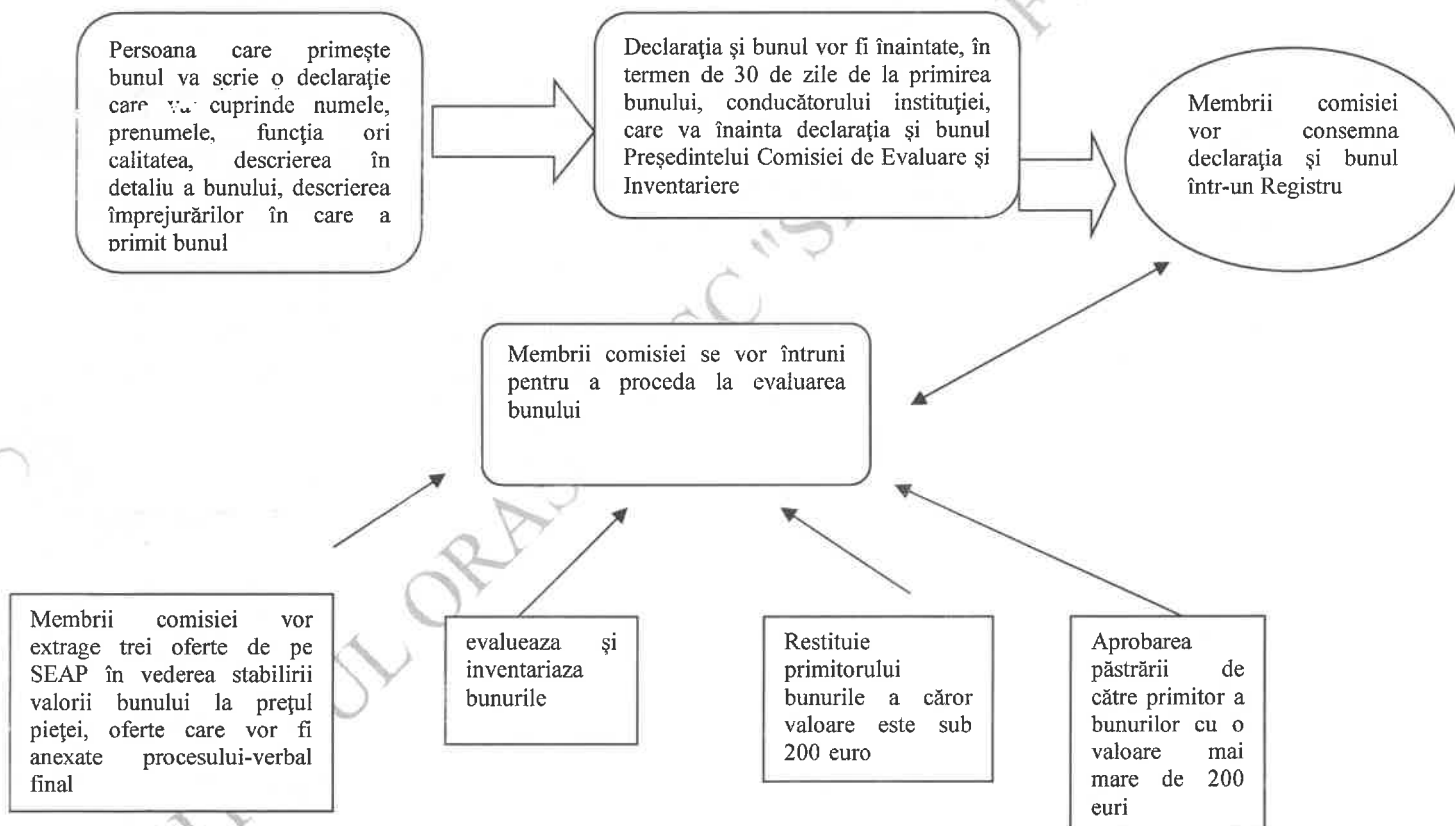 Persoana care primește
bunul va scrie o declarație
care va cuprinde numele,
prenumele, funcția ori
calitatea, descrierea în
detaliu a bunului, descrierea
împrejurărilor în care a
primit bunul
Declarația și bunul vor fi înaintate, în
termen de 30 de zile de la primirea
bunului, conducătorului instituției,
care va înainta declarația și bunul
Președintelui Comisiei de Evaluare și
Inventariere
Membrii comisiei
vor consemna
declarația și bunul
într-un Registru
Membrii comisiei se vor întruni
pentru a proceda la evaluarea
bunului
Membrii comisiei vor
extrage trei oferte de pe
SEAP în vederea stabilirii
valorii bunului la prețul
pieței, oferte care vor fi
anexate procesului-verbal
final
evalueaza și
inventariaza
bunurile
Restituie
primitorului
bunurile a căror
valoare este sub
200 euro
Aprobarea
păstrării de
către primitor a
bunurilor cu o
valoare mai
mare de 200
euri